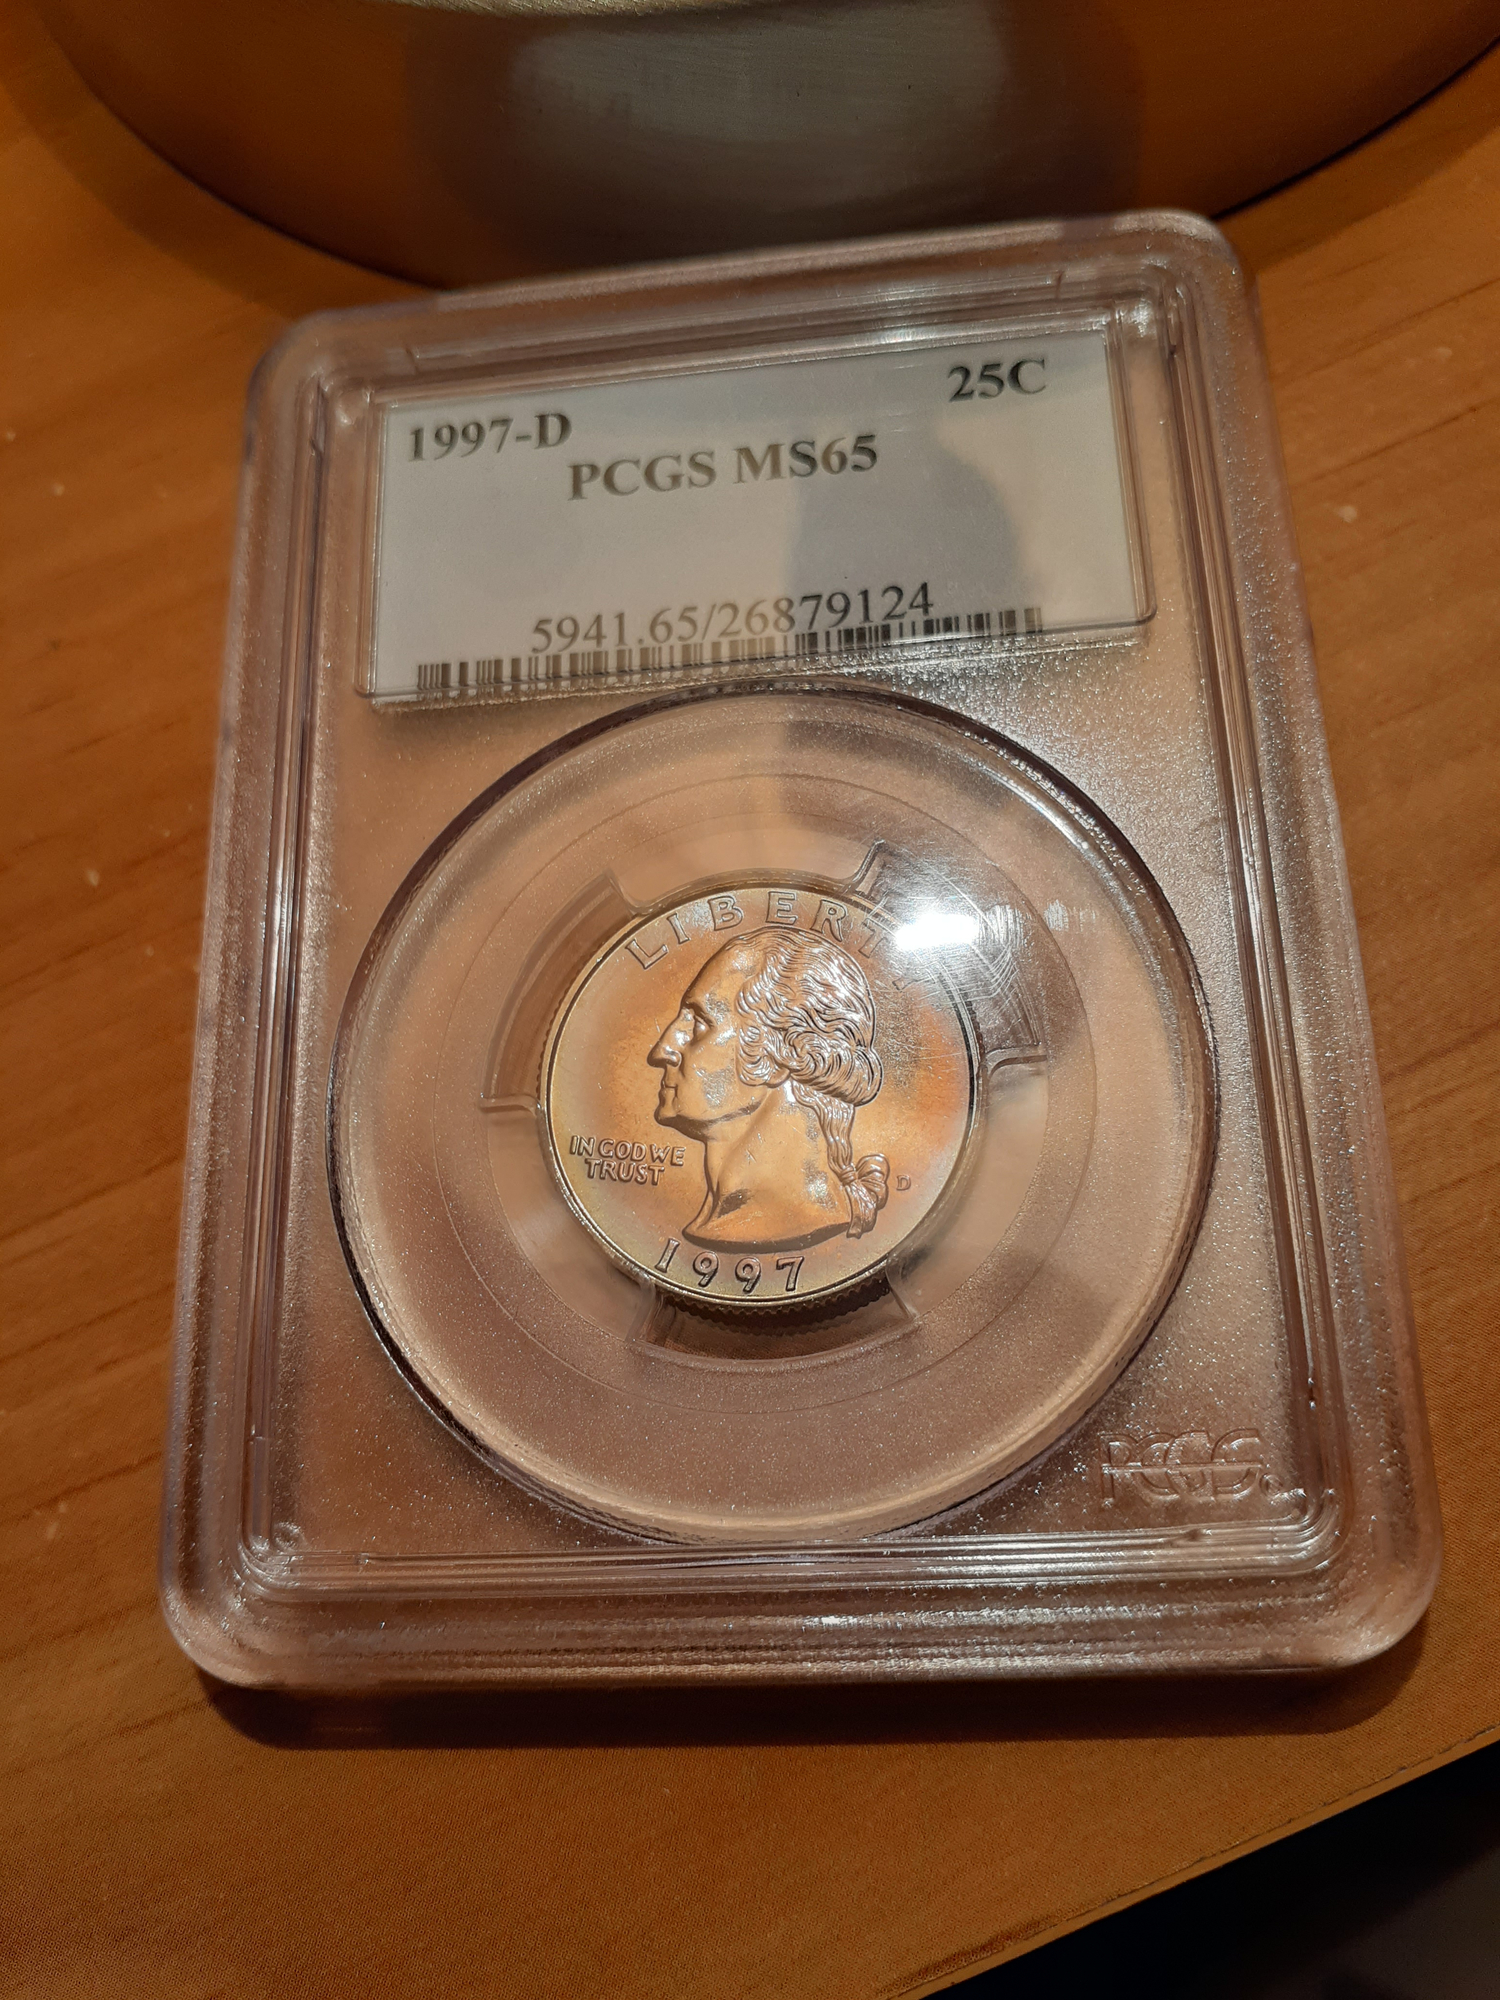 1997-D 25C
PCGS MS65
5941.65/26879124
LIBERTY
IN GOD WE
TRUST
D
1997
PCGS